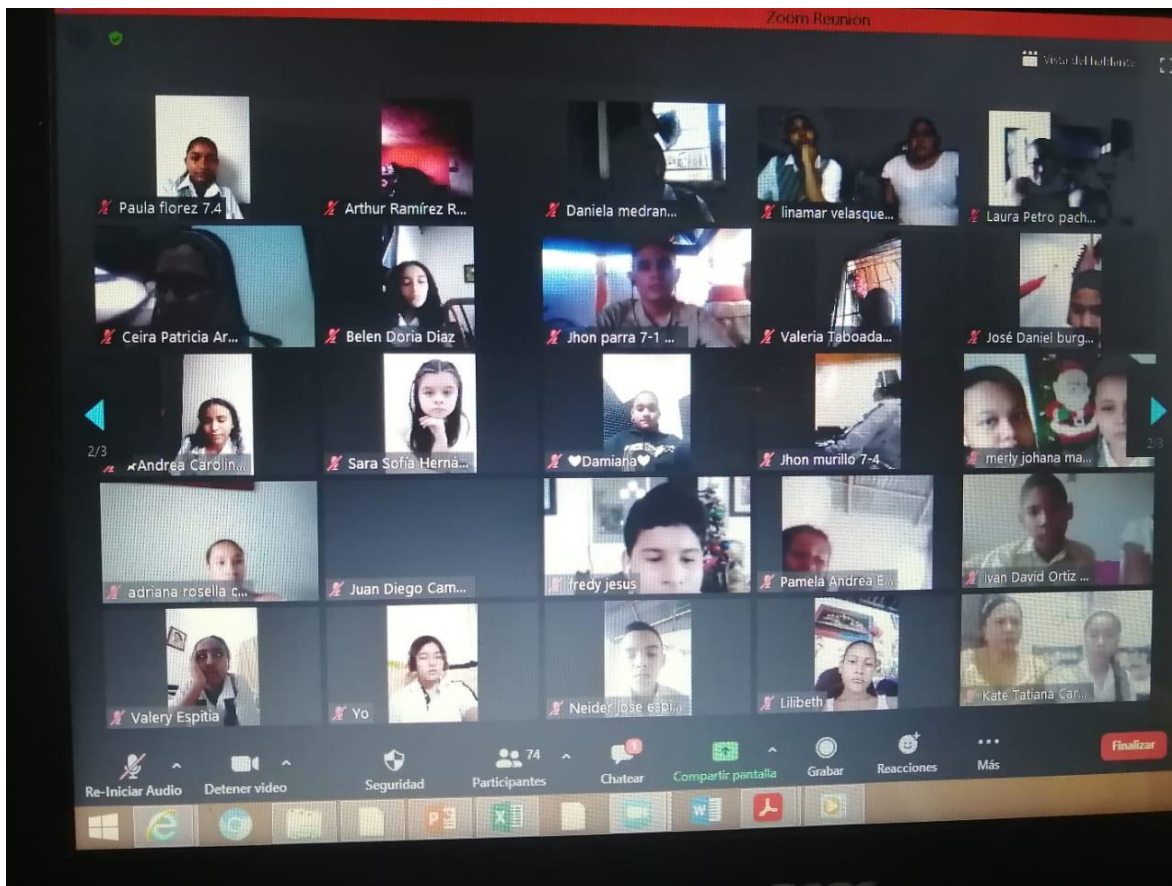 Zoom Reunión
Vista del hablante
Paula florez 7.4
Arthur Ramírez R...
Daniela medran...
linamar velasque...
Laura Petro pach...
Ceira Patricia Ar...
Belen Doria Diaz
Jhon parra 7-1 ...
Valeria Taboada...
José Daniel burg...
2/3
Andrea Carolin...
Sara Sofía Herná...
♥Damiana♥
Jhon murillo 7-4
merly johana ma...
2/3
adriana rosella c...
Juan Diego Cam...
fredy jesus
Pamela Andrea E...
Ivan David Ortiz ...
Valery Espitia
Yo
Neider jose espi...
Lilibeth
Kate Tatiana Car...
Re-Iniciar Audio
Detener video
Seguridad
74
Participantes
1
Chatear
Compartir pantalla
Grabar
Reacciones
Más
Finalizar